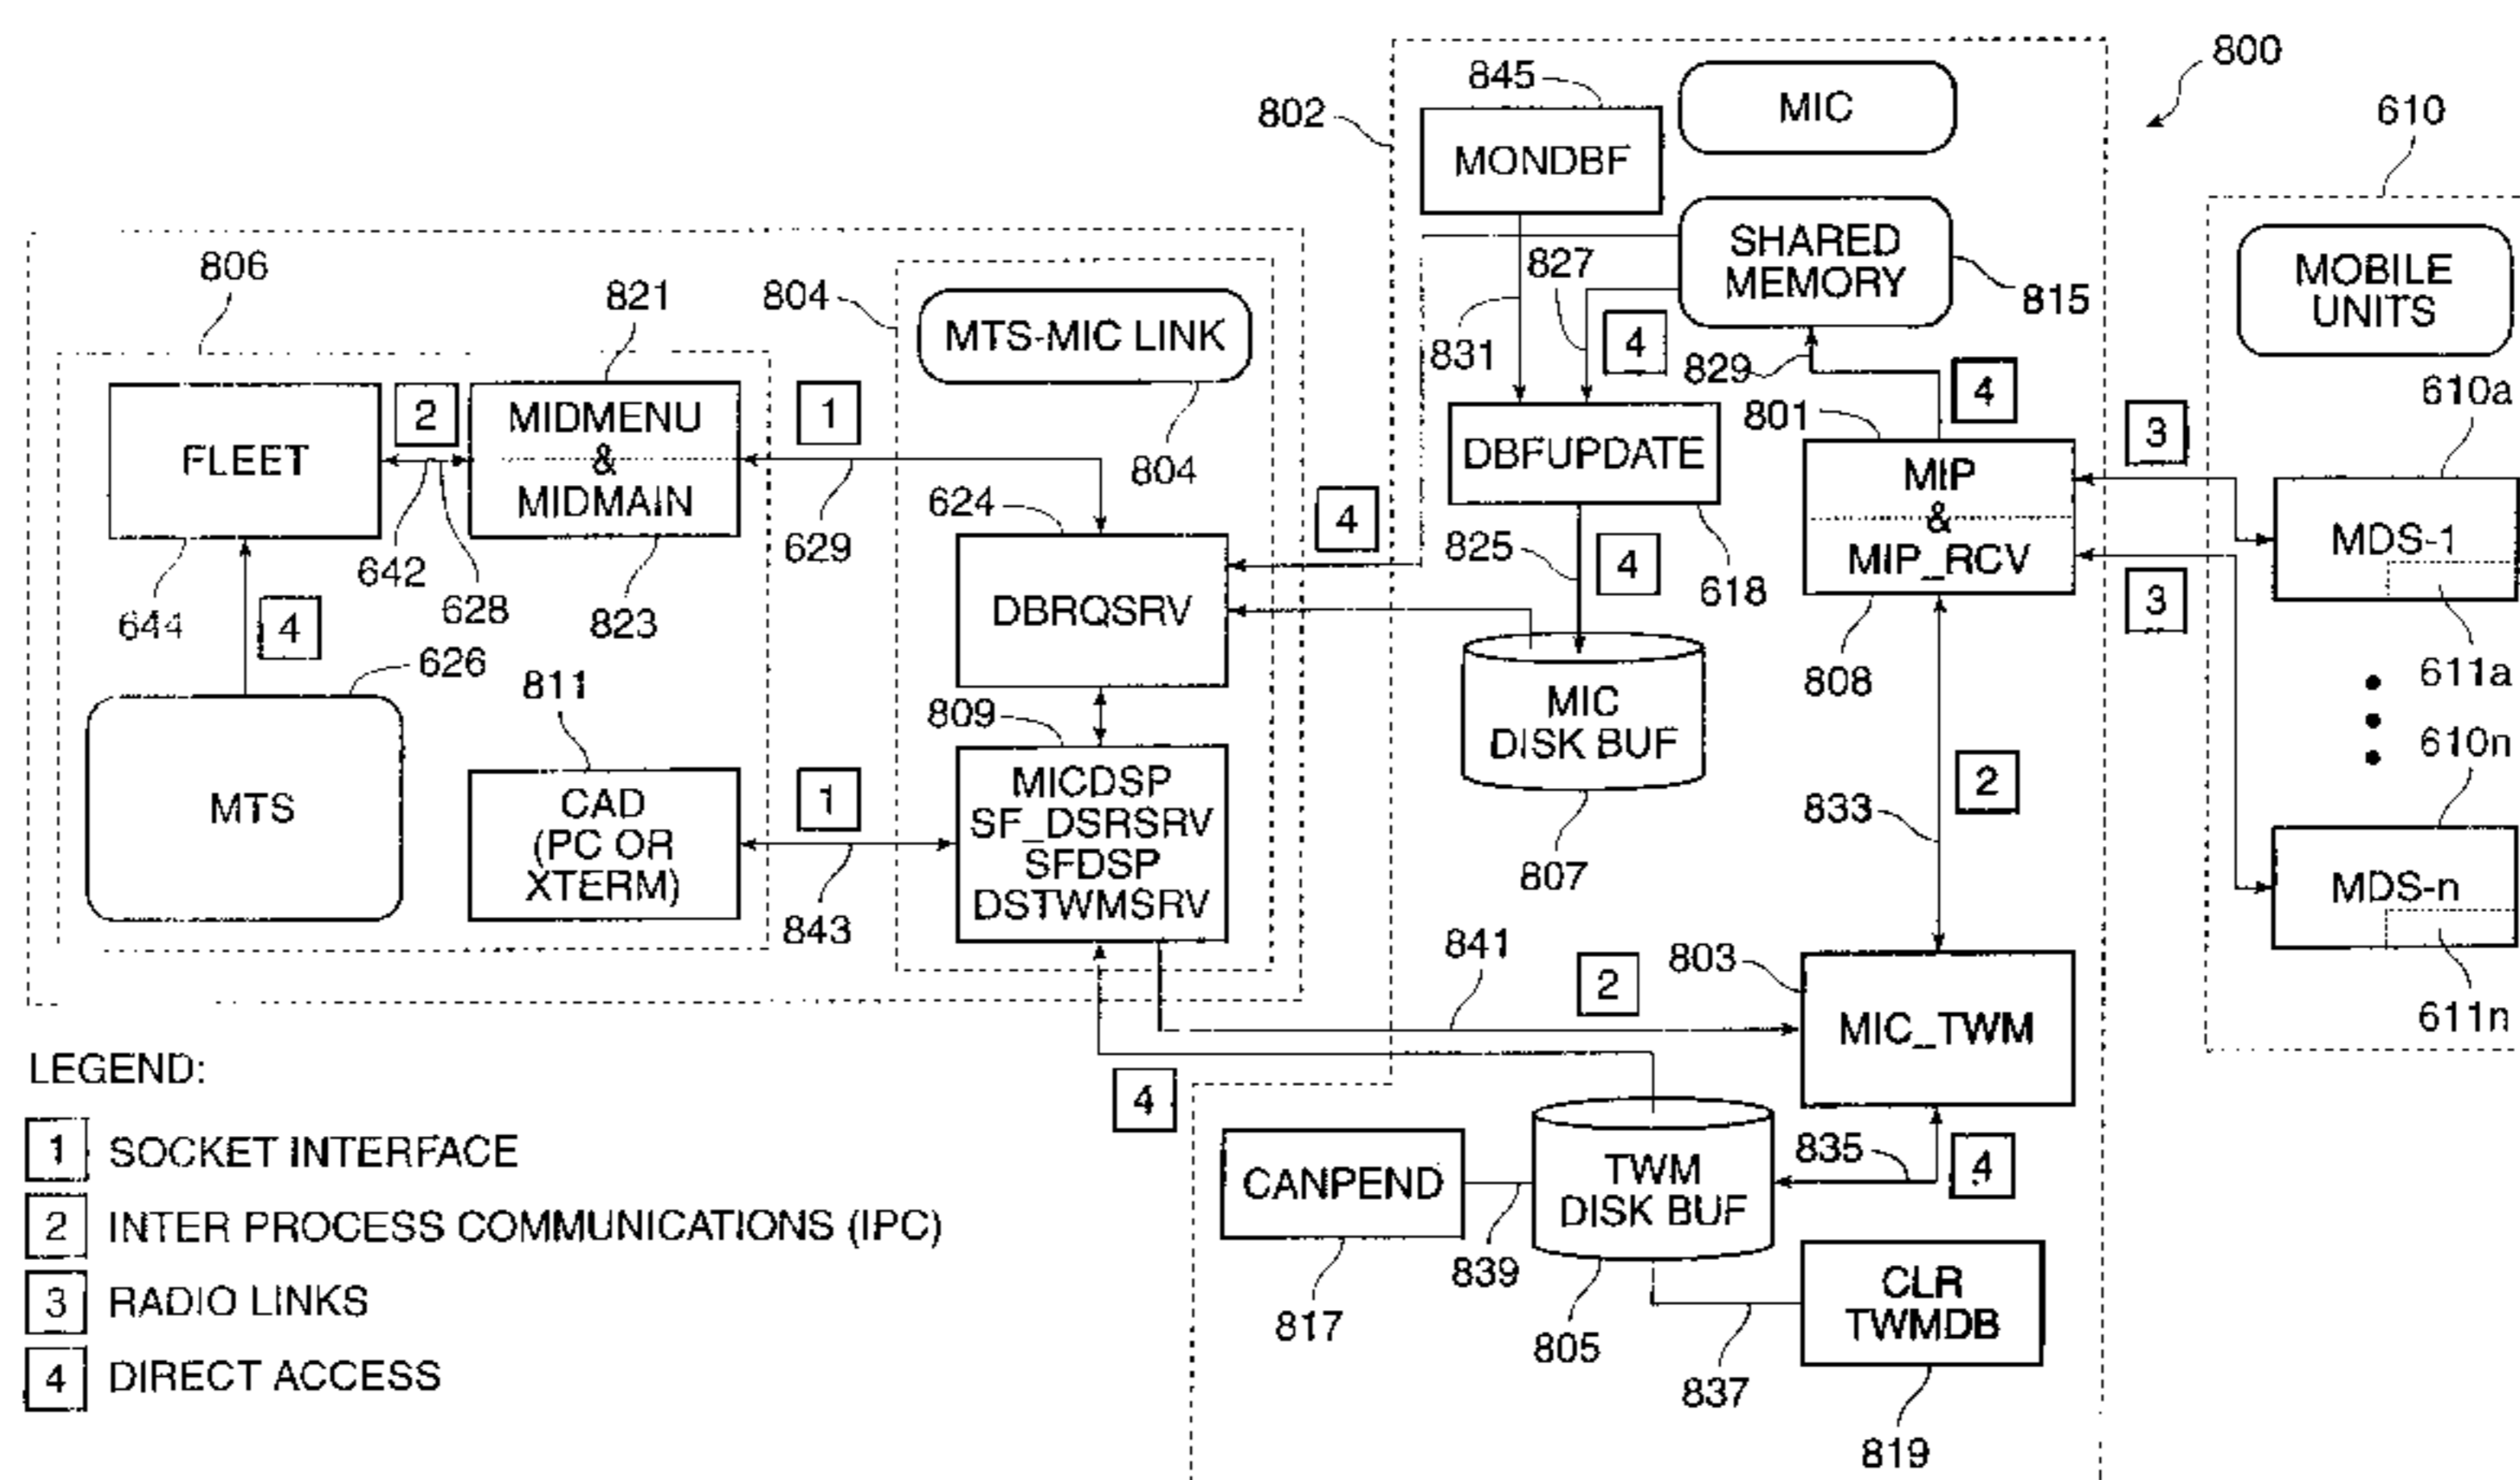 800
845
MIC
802
610
MONDBF
SHARED
MEMORY
815
827
831
4
829
4
MOBILE
UNITS
806
821
804
MTS-MIC LINK
804
FLEET
2
MIDMENU
&
MIDMAIN
1
629
642
628
644
823
4
626
MTS
811
CAD
(PC OR
XTERM)
1
843
624
DBRQSRV
4
809
MICDSP
SF_DSRSRV
SFDSP
DSTWMSRV
DBFUPDATE
618
825
4
MIC
DISK BUF
807
801
MIP
&
MIP_RCV
808
3
3
610a
MDS-1
611a
610n
MDS-n
611n
833
2
841
2
803
MIC_TWM
4
835
4
CANPEND
817
839
TWM
DISK BUF
805
837
CLR
TWMDB
819
LEGEND:
1 SOCKET INTERFACE
2 INTER PROCESS COMMUNICATIONS (IPC)
3 RADIO LINKS
4 DIRECT ACCESS